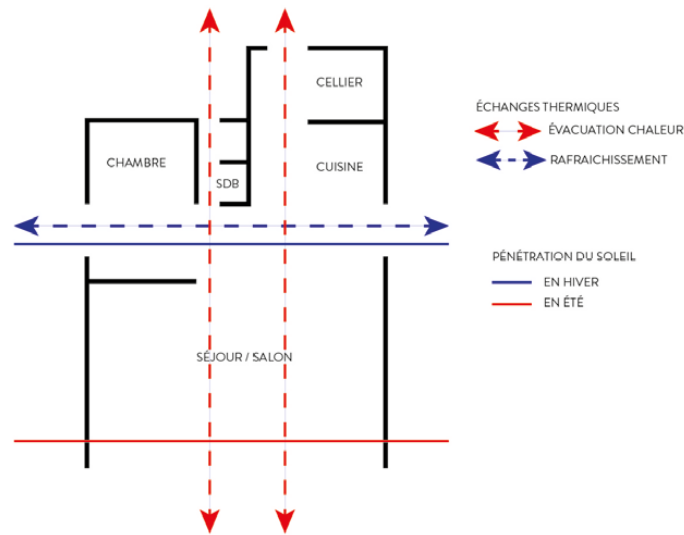 CELLIER
ÉCHANGES THERMIQUES
ÉVACUATION CHALEUR
CHAMBRE
CUISINE
RAFRAICHISSEMENT
SDB
PÉNÉTRATION DU SOLEIL
EN HIVER
EN ÉTÉ
SÉJOUR / SALON